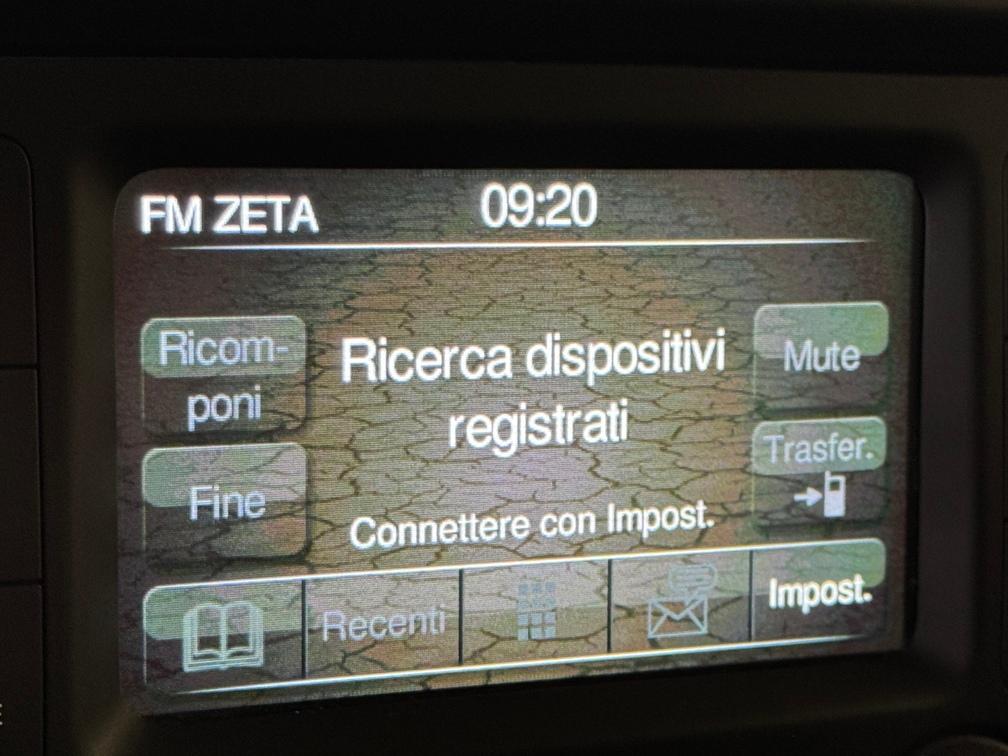 FM ZETA 09:20
Ricom-
poni
Ricerca dispositivi
registrati
Mute
Fine
Trasfer.
Connettere con Impost.
Recenti
Impost.